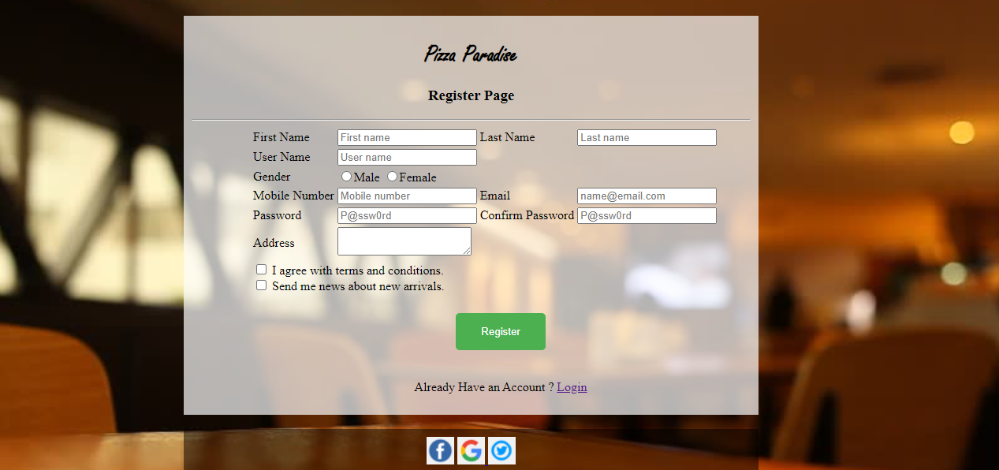 Pizza Paradise
Register Page
First Name First name Last Name Last name
User Name User name
Gender Male Female
Mobile Number Mobile number Email name@email.com
Password P@ssw0rd Confirm Password P@ssw0rd
Address
I agree with terms and conditions.
Send me news about new arrivals.
Register
Already Have an Account ? Login